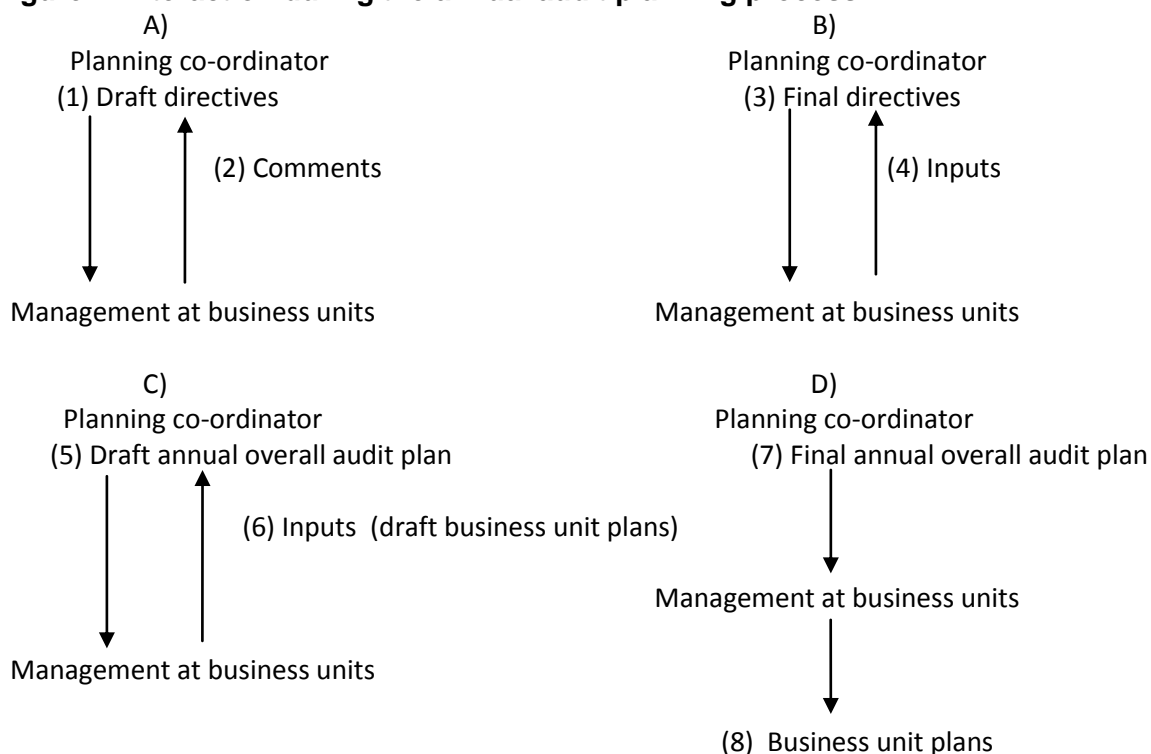 A)
Planning co-ordinator
(1) Draft directives
(2) Comments
Management at business units
B)
Planning co-ordinator
(3) Final directives
(4) Inputs
Management at business units
C)
Planning co-ordinator
(5) Draft annual overall audit plan
(6) Inputs (draft business unit plans)
Management at business units
D)
Planning co-ordinator
(7) Final annual overall audit plan
Management at business units
(8) Business unit plans